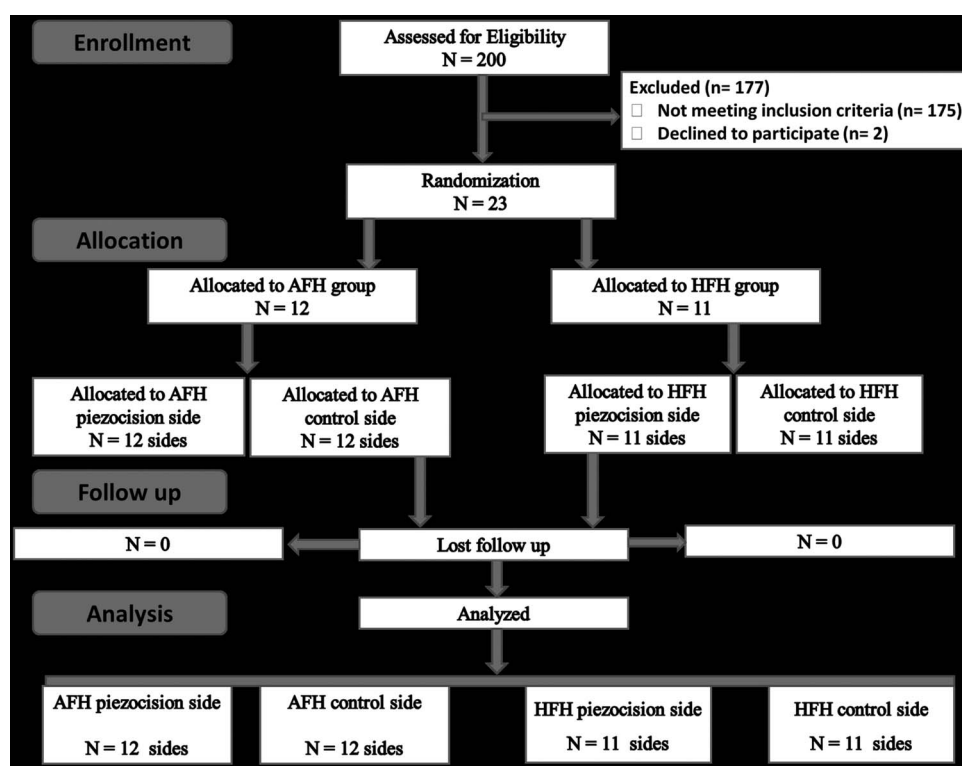 Enrollment
Assessed for Eligibility
N = 200
Excluded (n= 177)
Not meeting inclusion criteria (n= 175)
Declined to participate (n= 2)
Randomization
N = 23
Allocation
Allocated to AFH group
N = 12
Allocated to HFH group
N = 11
Allocated to AFH
piezocision side
N = 12 sides
Allocated to AFH
control side
N = 12 sides
Allocated to HFH
piezocision side
N = 11 sides
Allocated to HFH
control side
N = 11 sides
Follow up
N = 0
Lost follow up
N = 0
Analysis
Analyzed
AFH piezocision side
N = 12 sides
AFH control side
N = 12 sides
HFH piezocision side
N = 11 sides
HFH control side
N = 11 sides